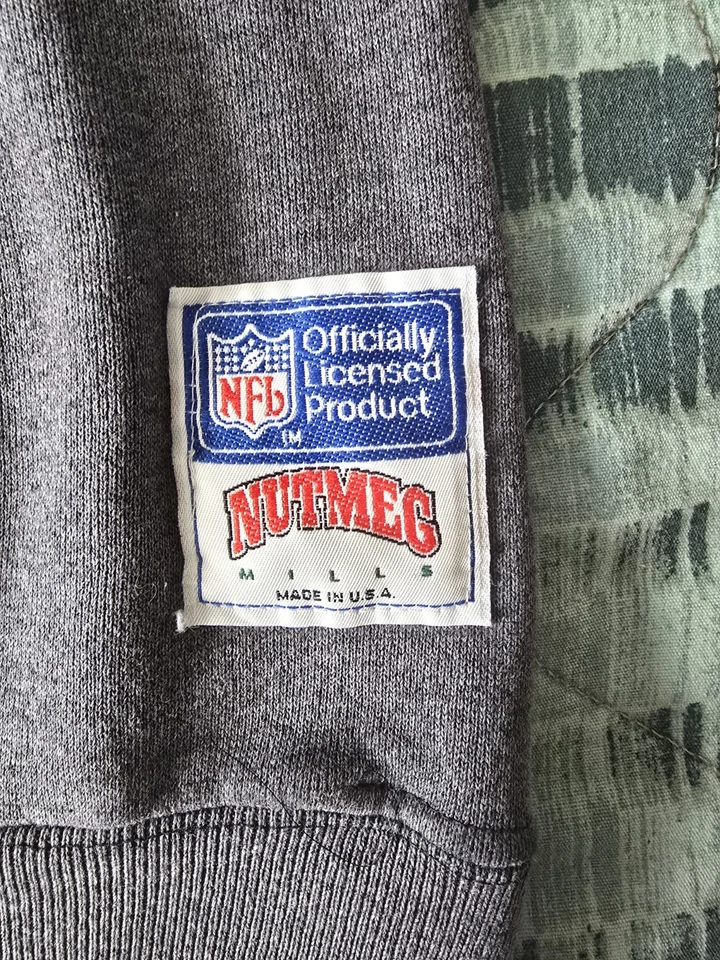 NFL
Officially
Licensed
Product
TM
NUTMEG
MILLS
MADE IN U.S.A.